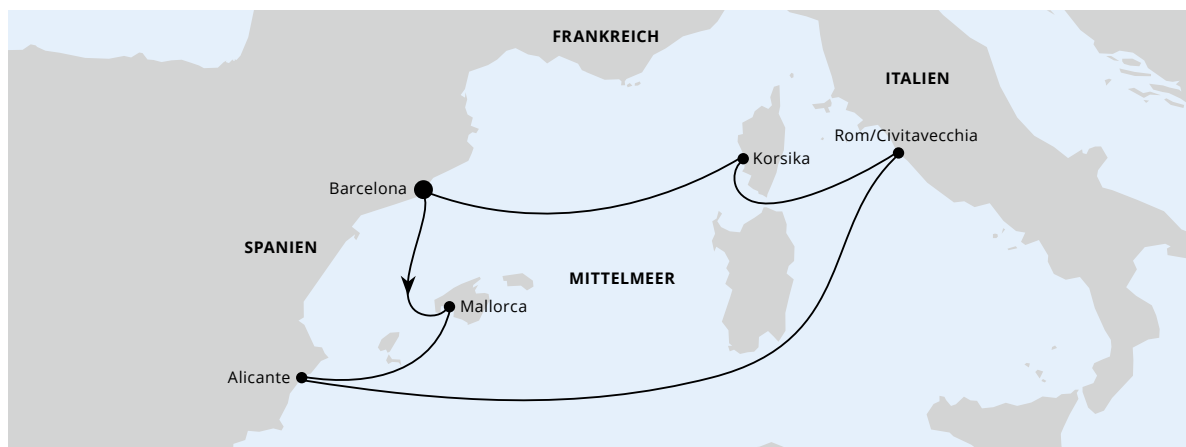 FRANKREICH
ITALIEN
Rom/Civitavecchia
Korsika
Barcelona
SPANIEN
MITTELMEER
Mallorca
Alicante